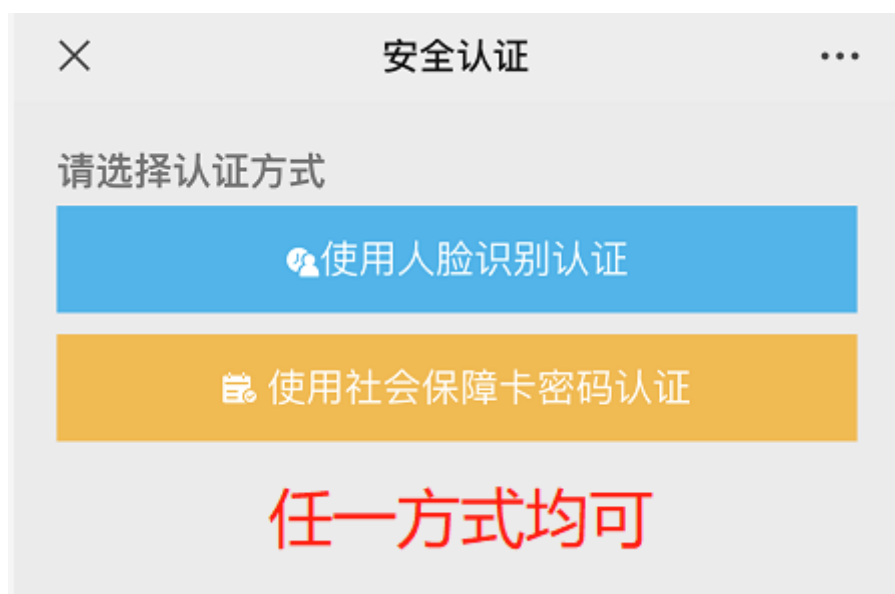 安全认证
请选择认证方式
使用人脸识别认证
使用社会保障卡密码认证
任一方式均可